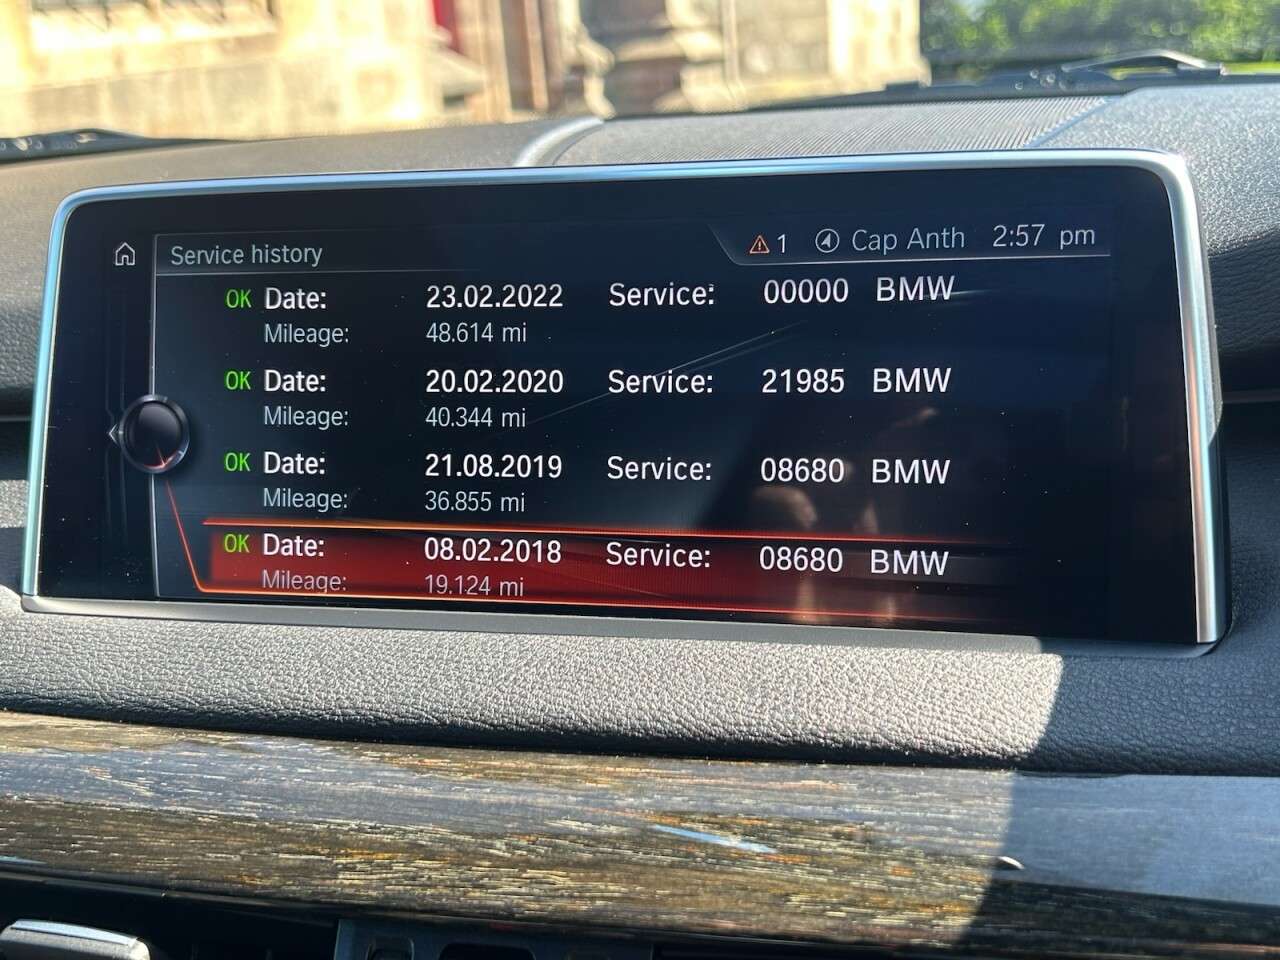 Service history 1 Cap Anth 2:57 pm
OK Date: 23.02.2022 Service: 00000 BMW
Mileage: 48.614 mi
OK Date: 20.02.2020 Service: 21985 BMW
Mileage: 40.344 mi
OK Date: 21.08.2019 Service: 08680 BMW
Mileage: 36.855 mi
OK Date: 08.02.2018 Service: 08680 BMW
Mileage: 19.124 mi